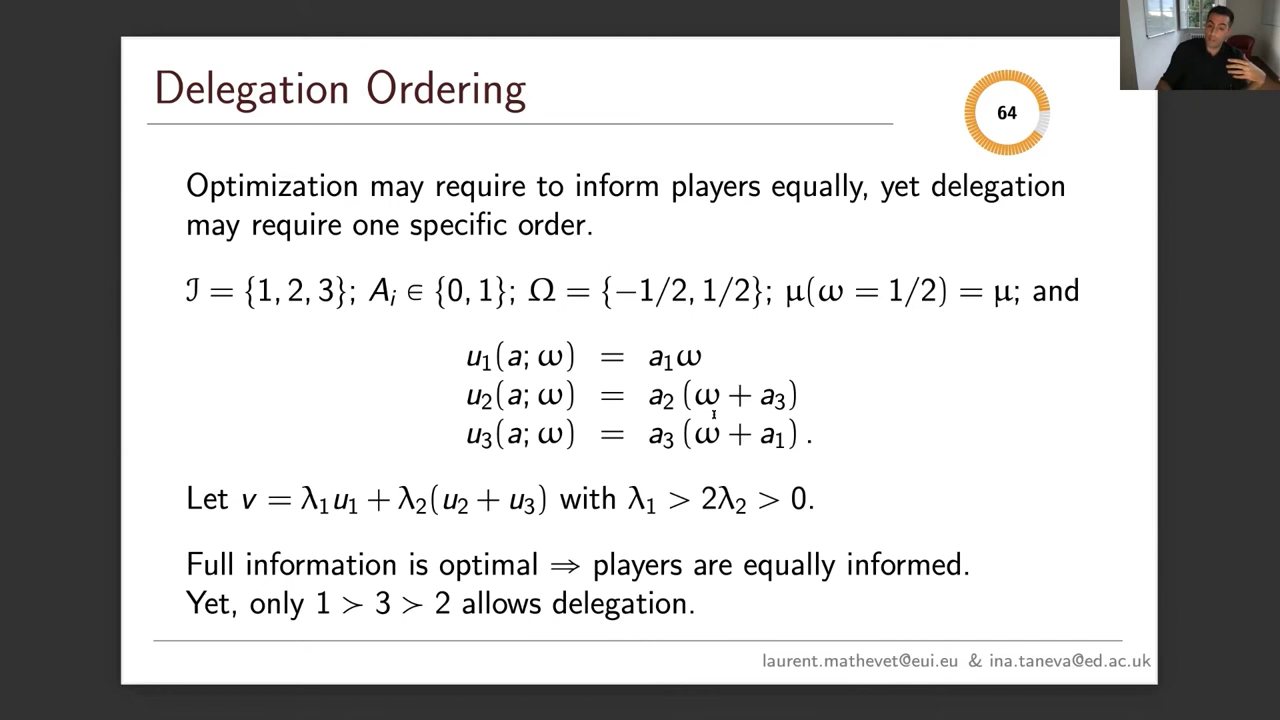 Delegation Ordering
64
Optimization may require to inform players equally, yet delegation
may require one specific order.
ℐ = {1, 2, 3}; Aᵢ ∈ {0, 1}; Ω = {−1/2, 1/2}; μ(ω = 1/2) = μ; and
u₁(a; ω) = a₁ω
u₂(a; ω) = a₂ (ω + a₃)
u₃(a; ω) = a₃ (ω + a₁) .
Let v = λ₁u₁ + λ₂(u₂ + u₃) with λ₁ > 2λ₂ > 0.
Full information is optimal ⇒ players are equally informed.
Yet, only 1 ≻ 3 ≻ 2 allows delegation.
laurent.mathevet@eui.eu & ina.taneva@ed.ac.uk